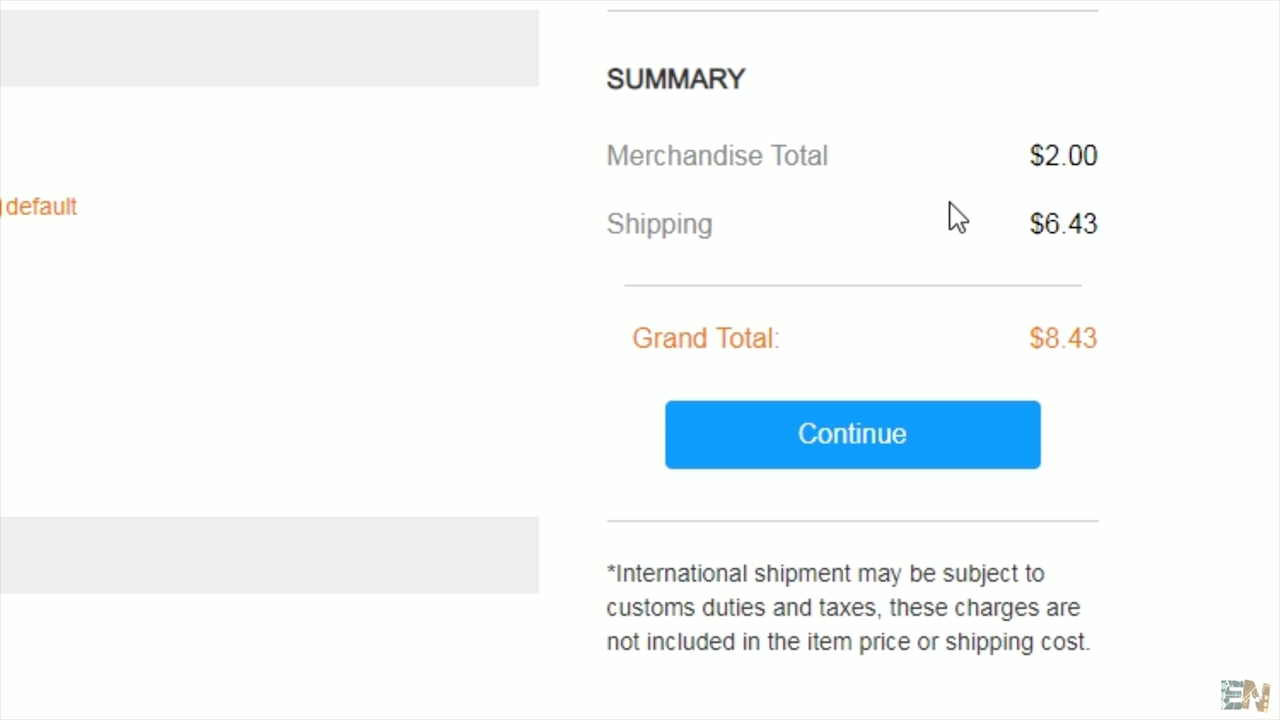 SUMMARY
Merchandise Total $2.00
default
Shipping $6.43
Grand Total: $8.43
Continue
*International shipment may be subject to
customs duties and taxes, these charges are
not included in the item price or shipping cost.
EN